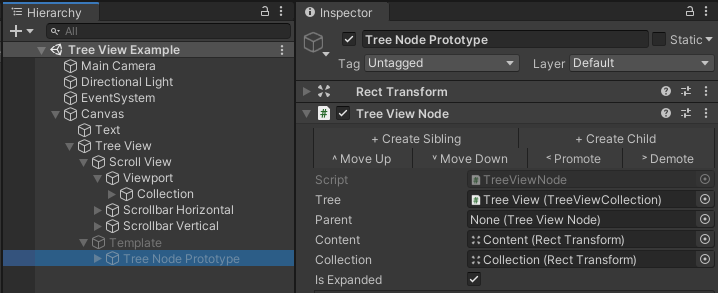 Hierarchy
All
Tree View Example
Main Camera
Directional Light
EventSystem
Canvas
Text
Tree View
Scroll View
Viewport
Collection
Scrollbar Horizontal
Scrollbar Vertical
Template
Tree Node Prototype
Inspector
Tree Node Prototype Static
Tag Untagged Layer Default
Rect Transform
# Tree View Node
+ Create Sibling + Create Child
^ Move Up ˅ Move Down < Promote > Demote
Script # TreeViewNode
Tree # Tree View (TreeViewCollection)
Parent None (Tree View Node)
Content Content (Rect Transform)
Collection Collection (Rect Transform)
Is Expanded